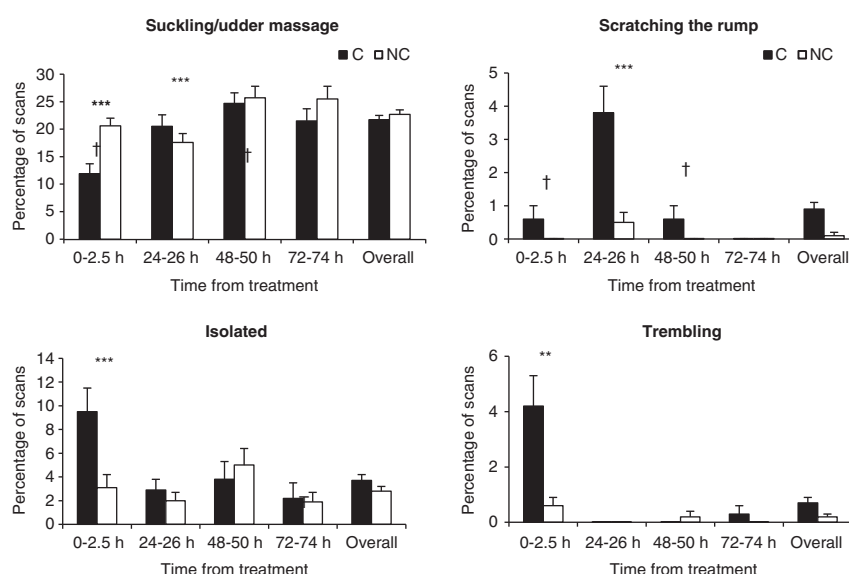 Suckling/udder massage
C NC
Percentage of scans
30
25
20
15
10
5
0
***
***
†
†
0-2.5 h 24-26 h 48-50 h 72-74 h Overall
Time from treatment
Scratching the rump
C NC
Percentage of scans
5
4
3
2
1
0
***
†
†
0-2.5 h 24-26 h 48-50 h 72-74 h Overall
Time from treatment
Isolated
Percentage of scans
14
12
10
8
6
4
2
0
***
†
0-2.5 h 24-26 h 48-50 h 72-74 h Overall
Time from treatment
Trembling
Percentage of scans
6
4
2
0
**
0-2.5 h 24-26 h 48-50 h 72-74 h Overall
Time from treatment